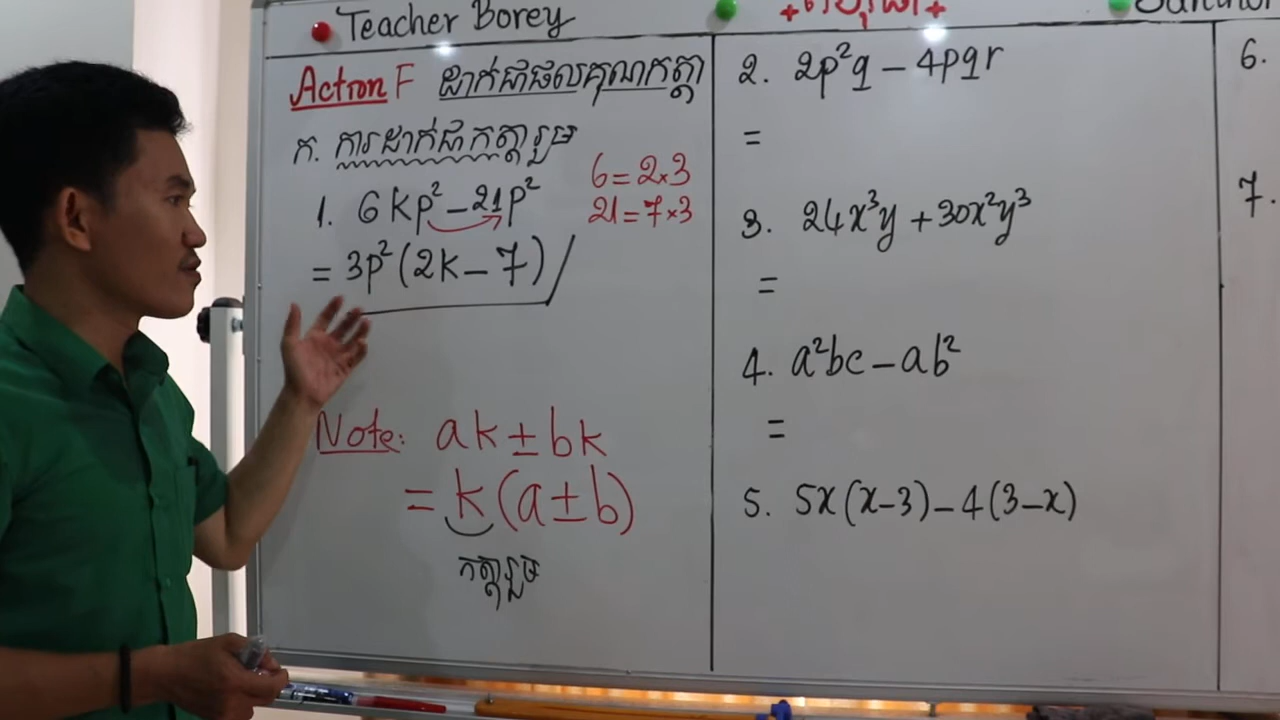 Teacher Borey
Action F ដាក់ជាផលគុណកត្តា
ក. ការដាក់ជាកត្តារួម
1. 6kp² – 21p²
6 = 2×3
21 = 7×3
= 3p² (2k – 7)
Note: ak ± bk
= k (a ± b)
កត្តារួម
2. 2p²q – 4pqr
=
3. 24x³y + 30x²y³
=
4. a²bc – ab²
=
5. 5x(x–3) – 4(3–x)
6.
7.